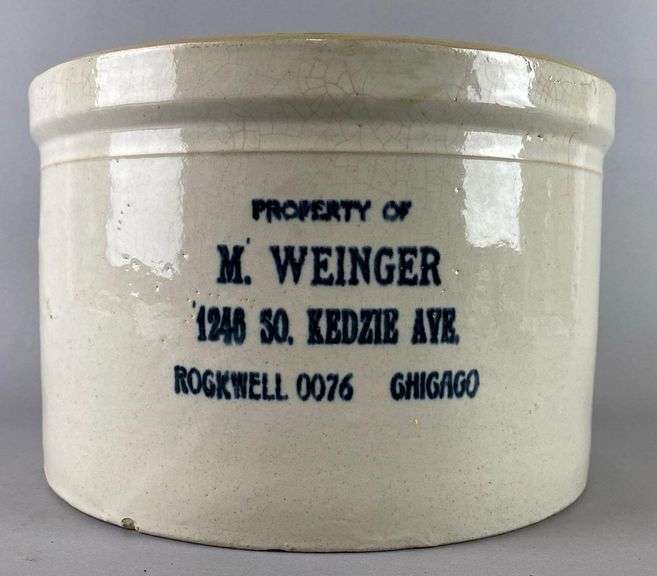 PROPERTY OF
M. WEINGER
1246 SO. KEDZIE AVE.
ROCKWELL 0076 CHICAGO